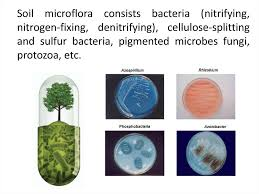 Soil microflora consists bacteria (nitrifying,
nitrogen-fixing, denitrifying), cellulose-splitting
and sulfur bacteria, pigmented microbes fungi,
protozoa, etc.
Azospirillum
Rhizobium
Phosphobacteria
Azotobacter